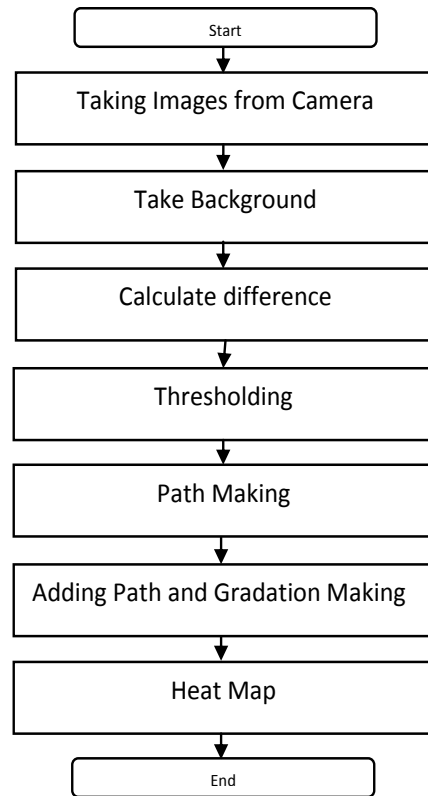 Start
Taking Images from Camera
Take Background
Calculate difference
Thresholding
Path Making
Adding Path and Gradation Making
Heat Map
End